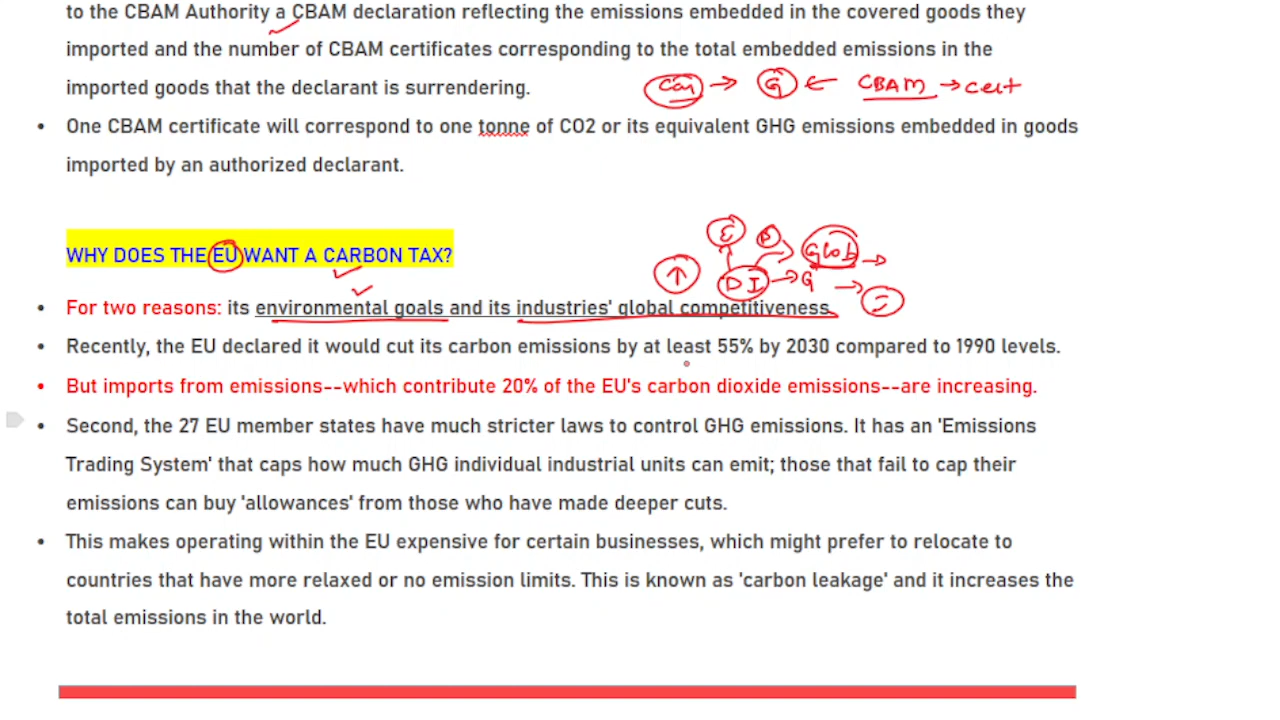 to the CBAM Authority a CBAM declaration reflecting the emissions embedded in the covered goods they
imported and the number of CBAM certificates corresponding to the total embedded emissions in the
imported goods that the declarant is surrendering.
G CBAM cert
• One CBAM certificate will correspond to one tonne of CO2 or its equivalent GHG emissions embedded in goods
imported by an authorized declarant.
E
Glob
WHY DOES THE EU WANT A CARBON TAX?
DI G
• For two reasons: its environmental goals and its industries' global competitiveness.
• Recently, the EU declared it would cut its carbon emissions by at least 55% by 2030 compared to 1990 levels.
• But imports from emissions--which contribute 20% of the EU's carbon dioxide emissions--are increasing.
• Second, the 27 EU member states have much stricter laws to control GHG emissions. It has an 'Emissions
Trading System' that caps how much GHG individual industrial units can emit; those that fail to cap their
emissions can buy 'allowances' from those who have made deeper cuts.
• This makes operating within the EU expensive for certain businesses, which might prefer to relocate to
countries that have more relaxed or no emission limits. This is known as 'carbon leakage' and it increases the
total emissions in the world.